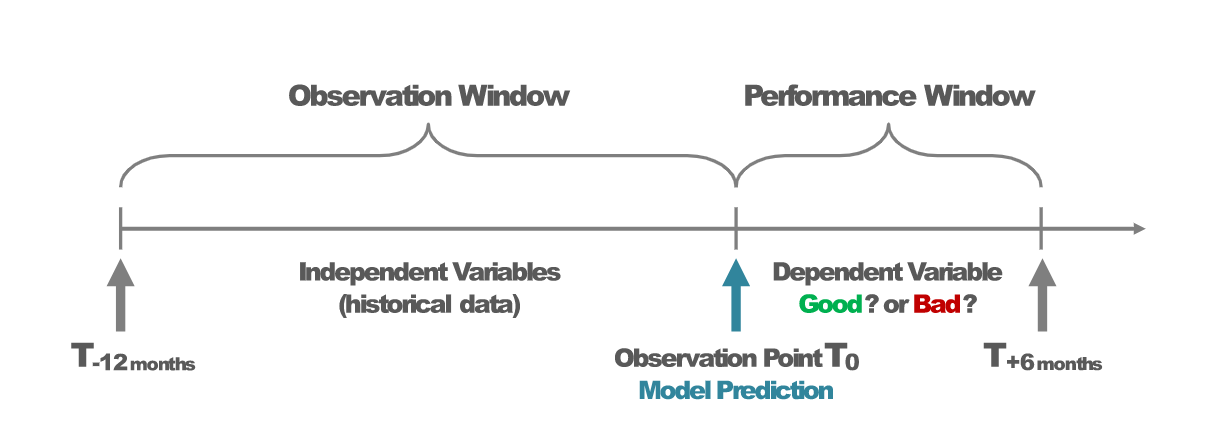 Observation Window
Performance Window
Independent Variables
(historical data)
Dependent Variable
Good? or Bad?
T-12 months
Observation Point T0
Model Prediction
T+6 months